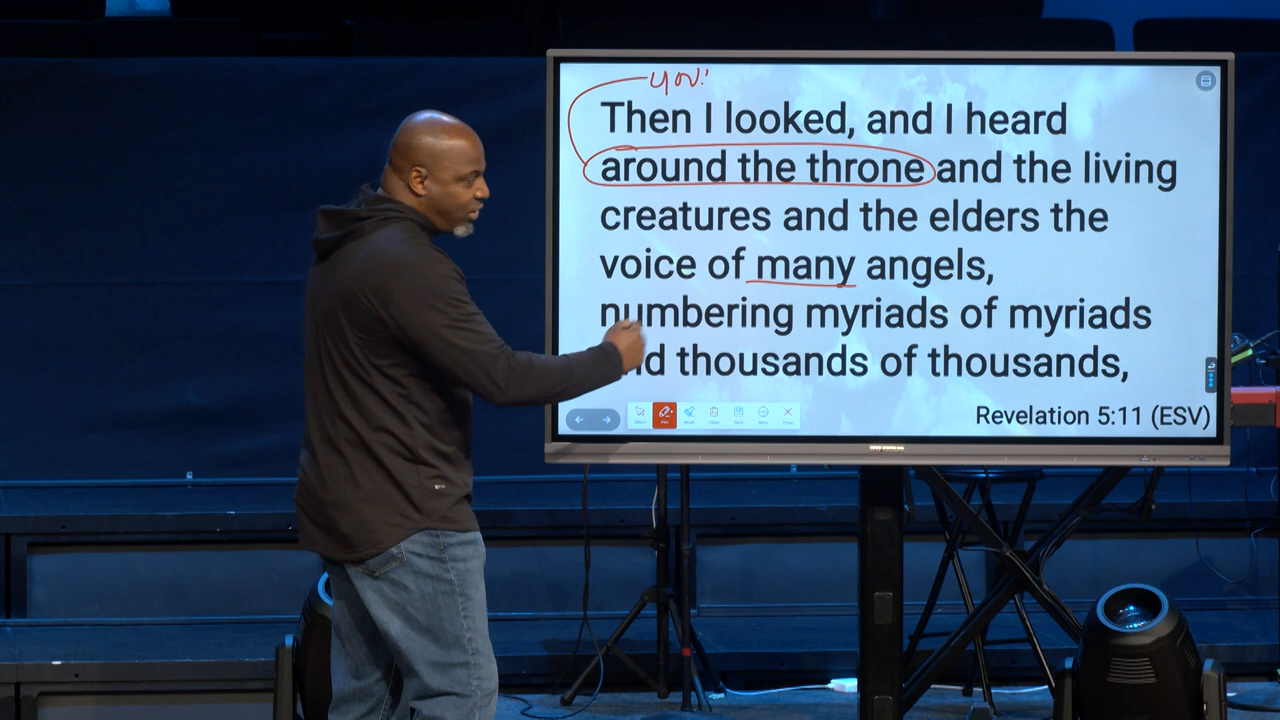 you!
Then I looked, and I heard
around the throne and the living
creatures and the elders the
voice of many angels,
numbering myriads of myriads
nd thousands of thousands,
Revelation 5:11 (ESV)